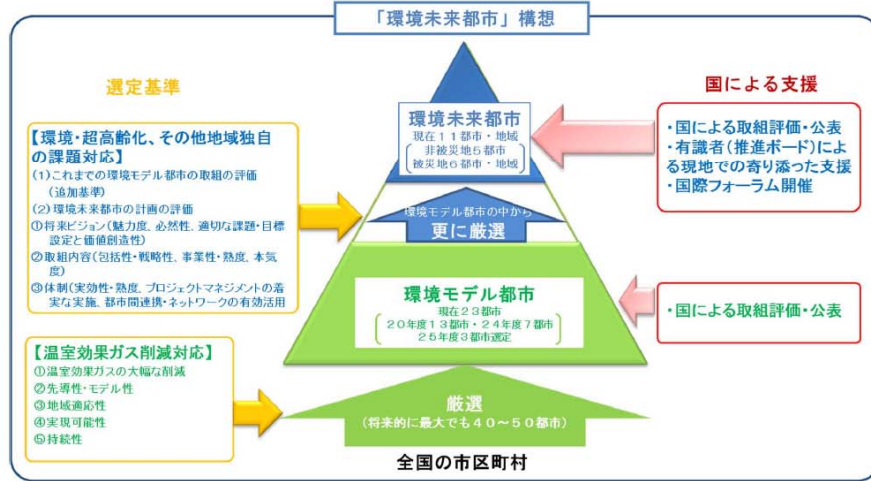 「環境未来都市」構想
選定基準
【環境・超高齢化、その他地域独自
の課題対応】
(1)これまでの環境モデル都市の取組の評価
(追加基準)
(2)環境未来都市の計画の評価
①将来ビジョン(魅力度、必然性、適切な課題・目標
設定と価値創造性)
②取組内容(包括性・戦略性、事業性・熟度、本気
度)
③体制(実効性・熟度、プロジェクトマネジメントの着
実な実施、都市間連携・ネットワークの有効活用
【温室効果ガス削減対応】
①温室効果ガスの大幅な削減
②先導性・モデル性
③地域適応性
④実現可能性
⑤持続性
環境未来都市
現在11都市・地域
非被災地5都市
被災地6都市・地域
環境モデル都市の中から
更に厳選
環境モデル都市
現在23都市
20年度13都市・24年度7都市
25年度3都市選定
厳選
(将来的に最大でも40~50都市)
全国の市区町村
国による支援
・国による取組評価・公表
・有識者(推進ボード)によ
る現地での寄り添った支援
・国際フォーラム開催
・国による取組評価・公表